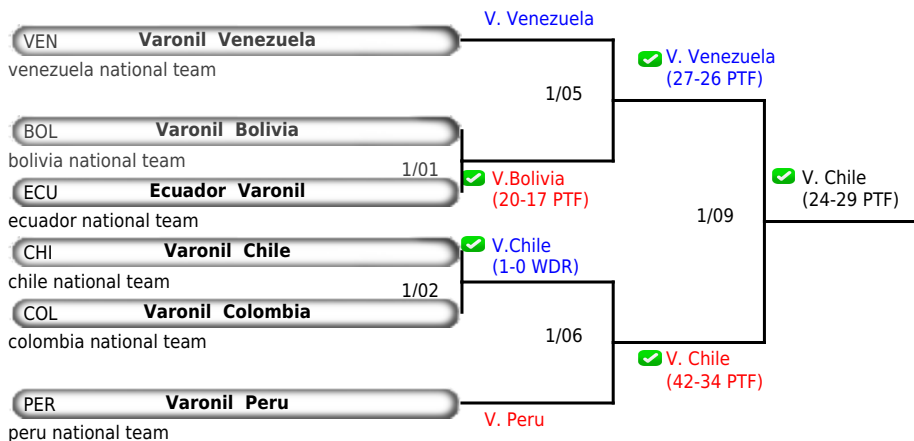 V. Venezuela
VEN Varonil Venezuela
venezuela national team
V. Venezuela
(27-26 PTF)
1/05
BOL Varonil Bolivia
bolivia national team
1/01
V.Bolivia
(20-17 PTF)
ECU Ecuador Varonil
ecuador national team
V. Chile
(24-29 PTF)
1/09
CHI Varonil Chile
chile national team
V.Chile
(1-0 WDR)
1/02
COL Varonil Colombia
colombia national team
1/06
V. Chile
(42-34 PTF)
PER Varonil Peru
peru national team
V. Peru